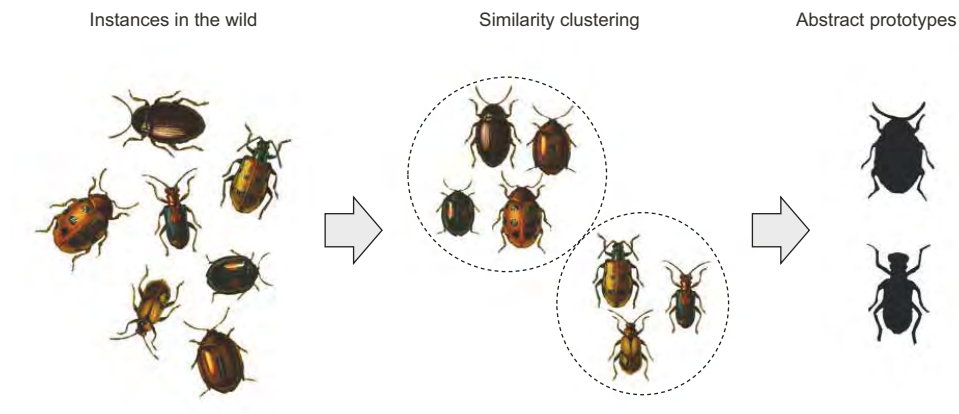 Instances in the wild
Similarity clustering
Abstract prototypes